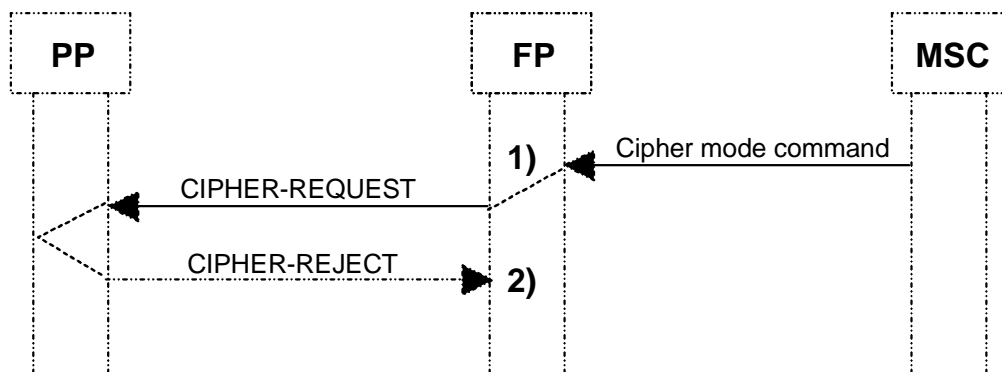 PP FP MSC
1) Cipher mode command
CIPHER-REQUEST
CIPHER-REJECT 2)